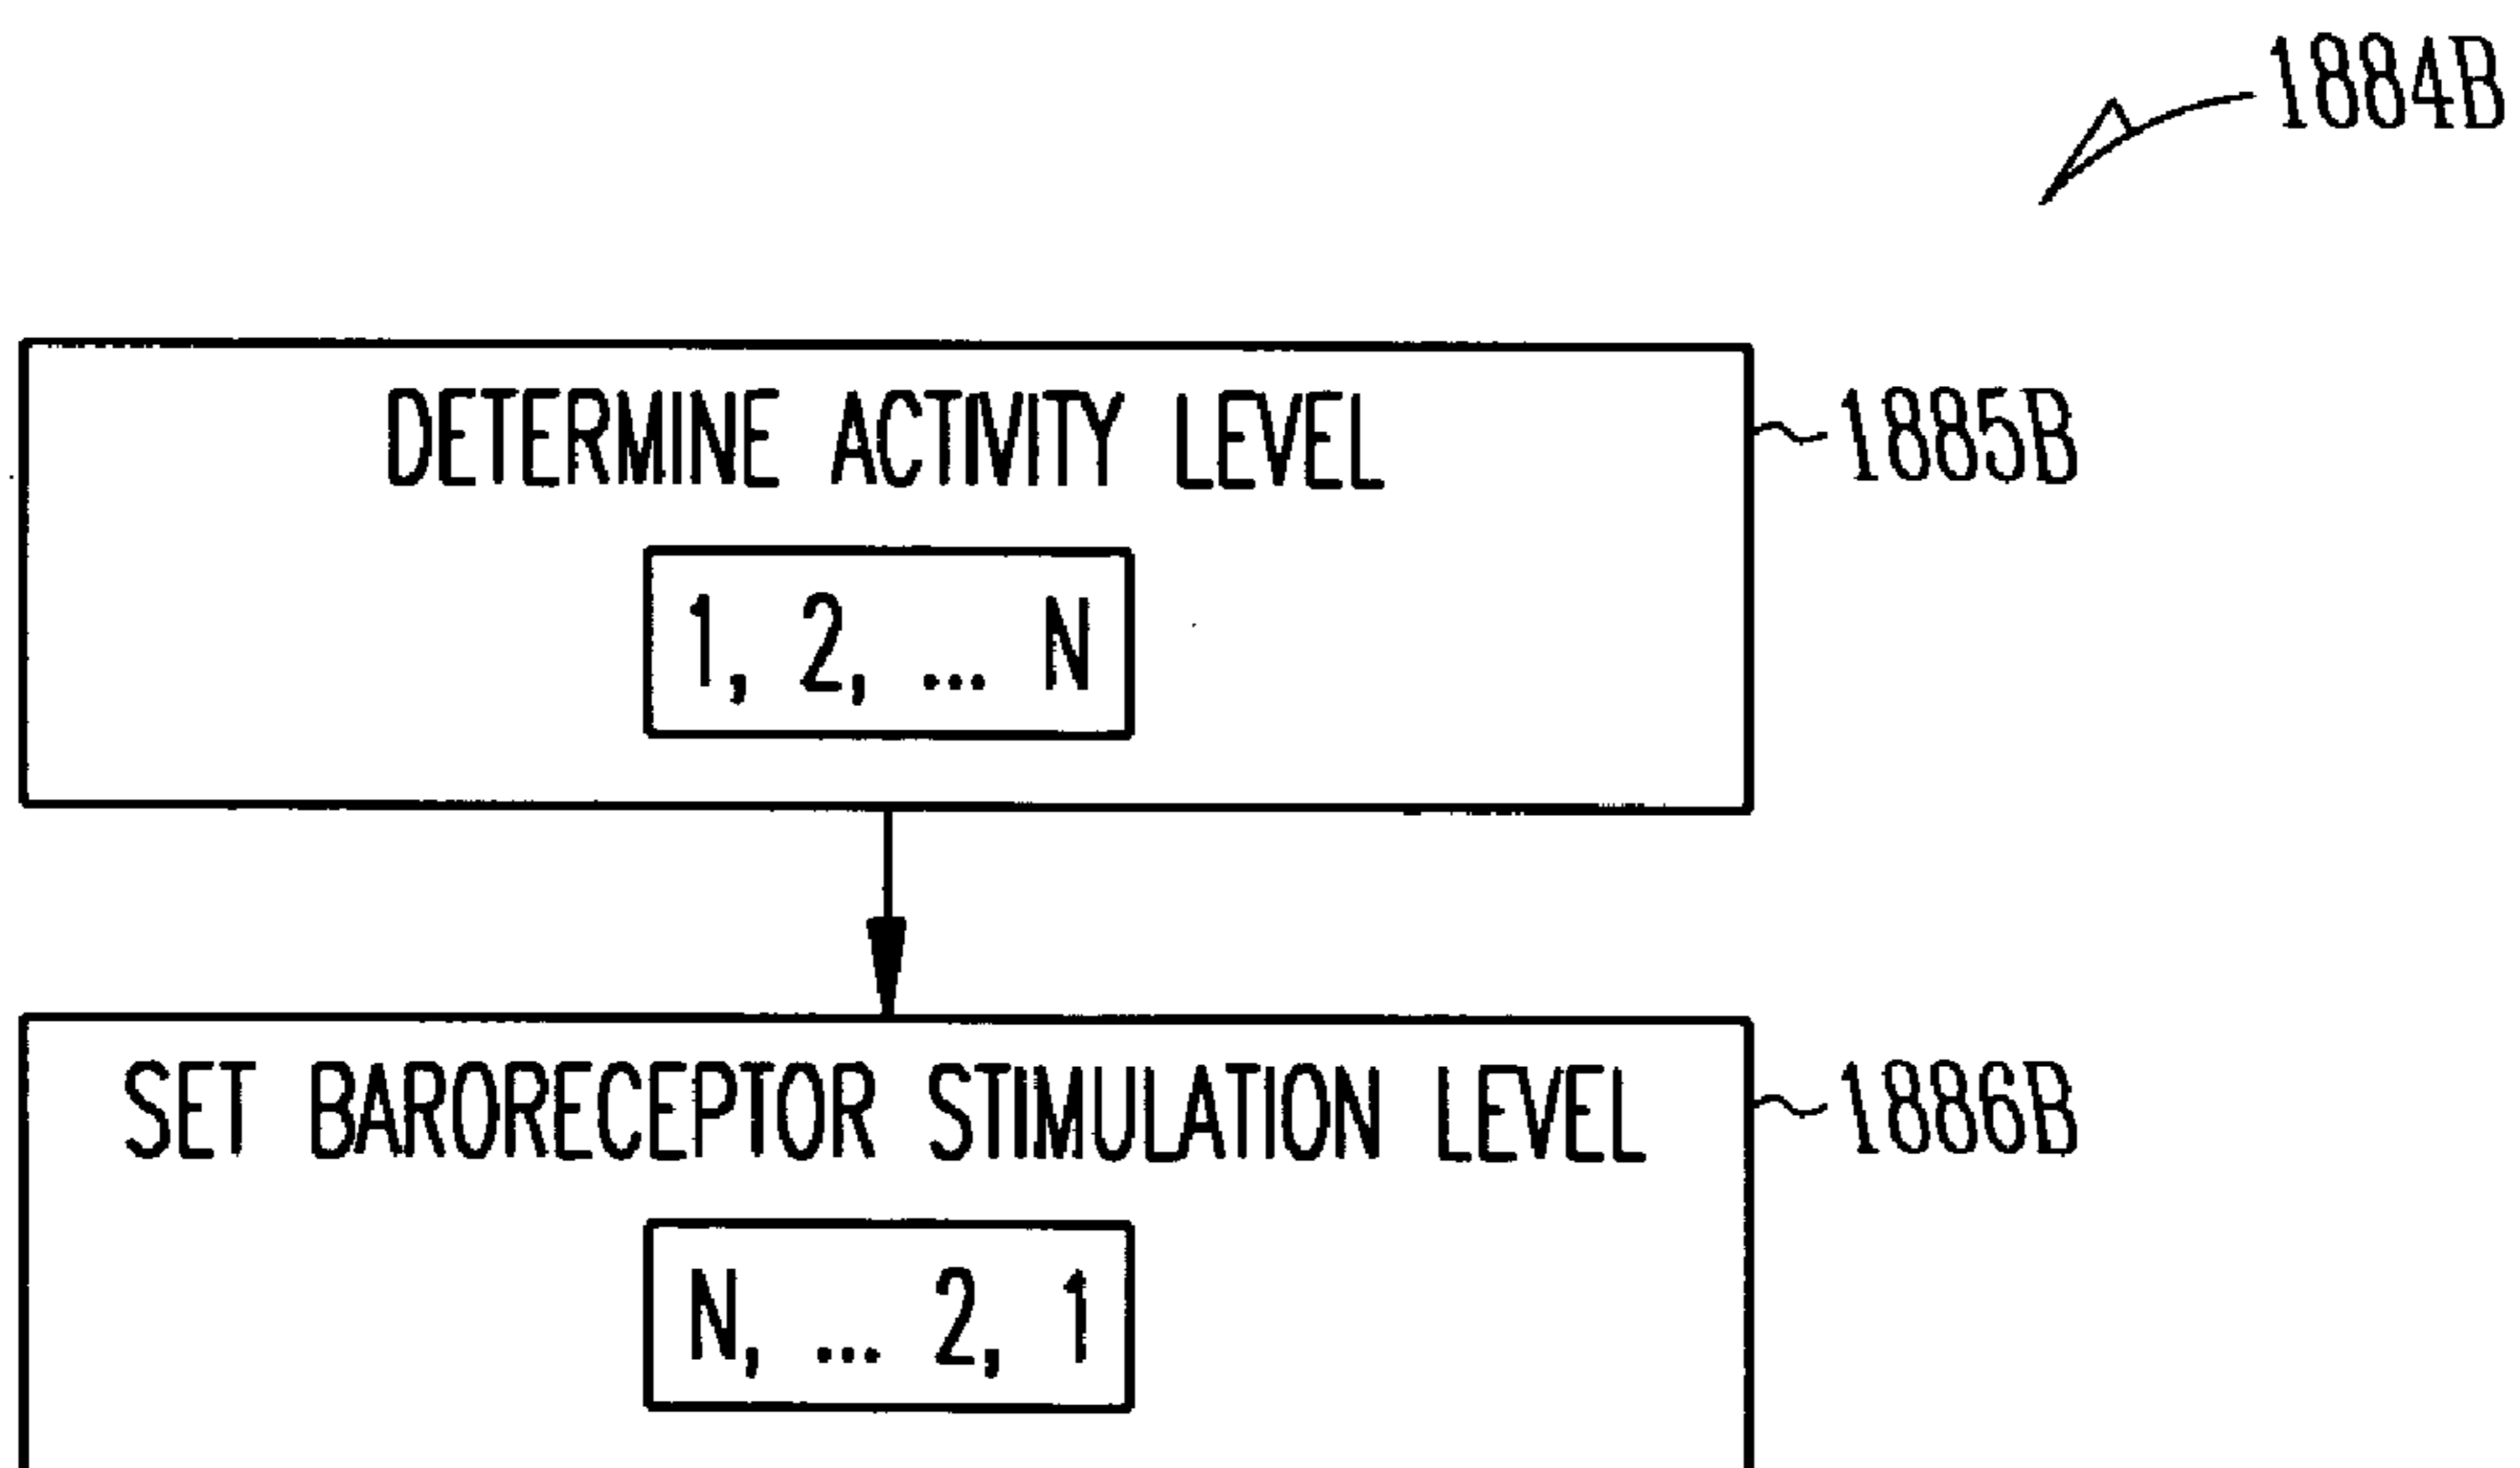 1884B
DETERMINE ACTIVITY LEVEL
1885B
1, 2, ... N
SET BARORECEPTOR STIMULATION LEVEL
1886B
N, ... 2, 1